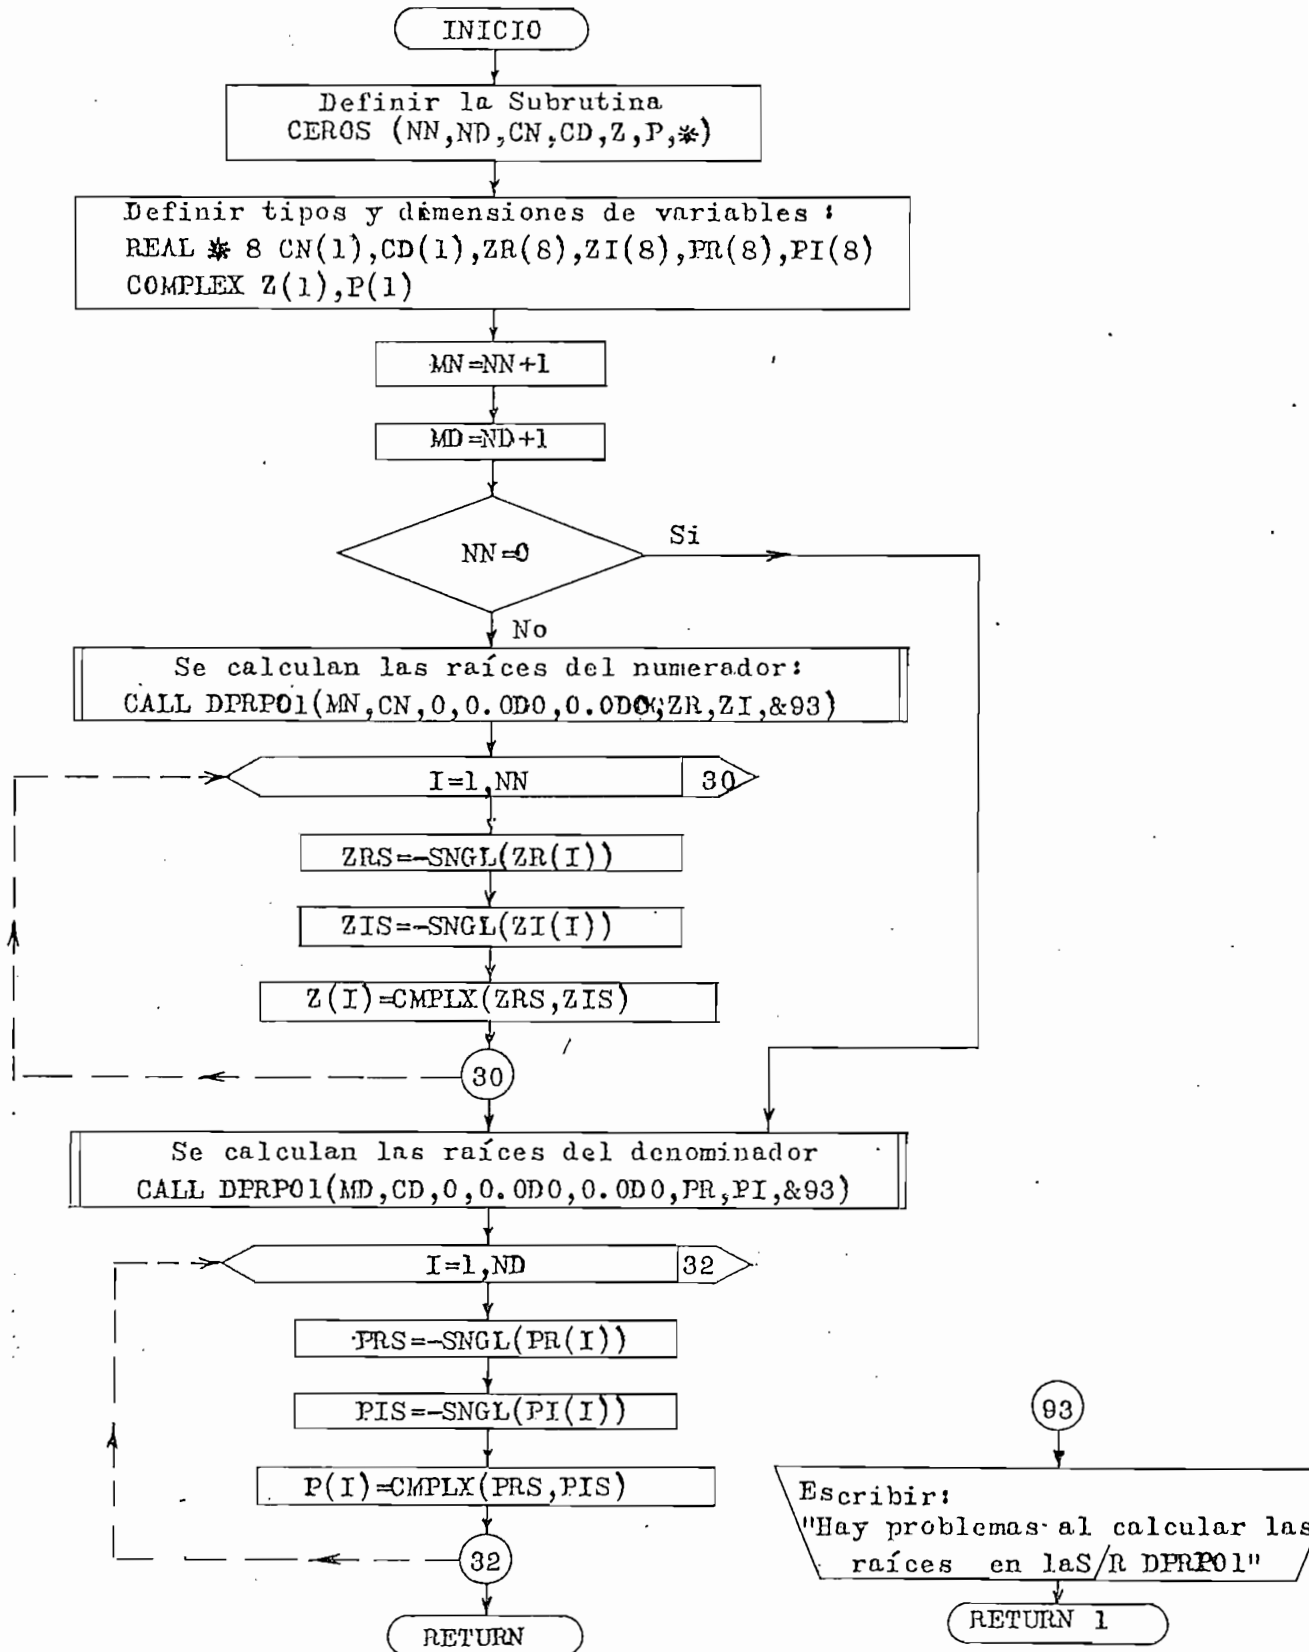 INICIO
Definir la Subrutina
CEROS (NN,ND,CN,CD,Z,P,*)
Definir tipos y dimensiones de variables :
REAL * 8 CN(1),CD(1),ZR(8),ZI(8),PR(8),PI(8)
COMPLEX Z(1),P(1)
MN=NN+1
MD=ND+1
NN=0
Si
No
Se calculan las raíces del numerador:
CALL DPRPO1(MN,CN,0,0.0D0,0.0D0,ZR,ZI,&93)
I=1,NN
30
ZRS=-SNGL(ZR(I))
ZIS=-SNGL(ZI(I))
Z(I)=CMPLX(ZRS,ZIS)
30
Se calculan las raíces del denominador
CALL DPRPO1(MD,CD,0,0.0D0,0.0D0,PR,PI,&93)
I=1,ND
32
PRS=-SNGL(PR(I))
PIS=-SNGL(PI(I))
P(I)=CMPLX(PRS,PIS)
32
RETURN
93
Escribir:
"Hay problemas al calcular las
raíces en laS/R DPRPO1"
RETURN 1